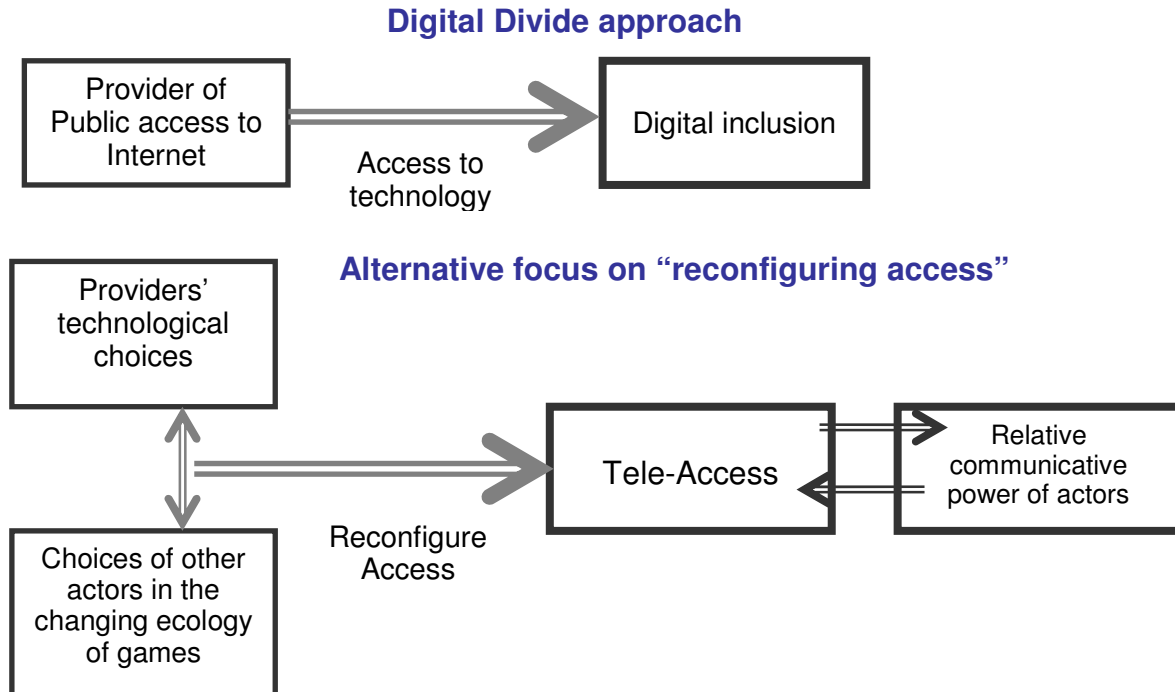 Digital Divide approach
Provider of
Public access to
Internet
Access to
technology
Digital inclusion
Alternative focus on “reconfiguring access”
Providers’
technological
choices
Choices of other
actors in the
changing ecology
of games
Reconfigure
Access
Tele-Access
Relative
communicative
power of actors